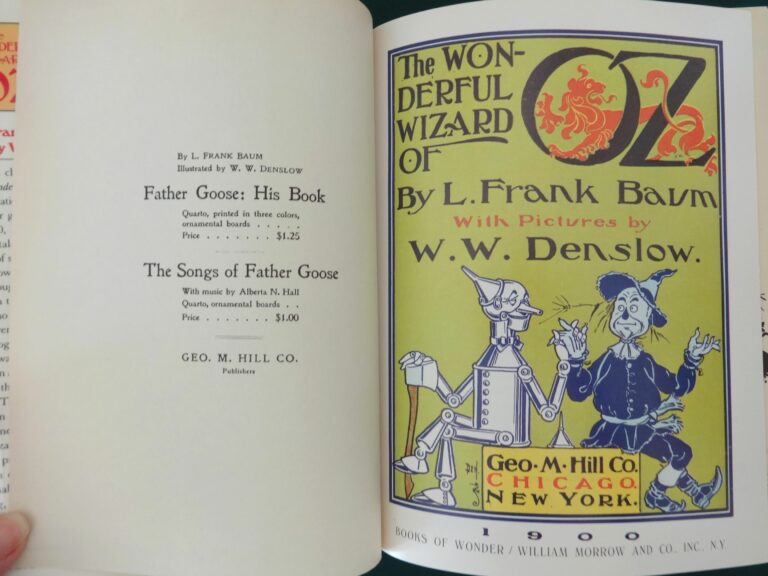 By L. Frank Baum
Illustrated by W. W. Denslow
Father Goose: His Book
Quarto, printed in three colors,
ornamental boards . . . . .
Price . . . . . . . $1.25
The Songs of Father Goose
With music by Alberta N. Hall
Quarto, ornamental boards . .
Price . . . . . . . $1.00
GEO. M. HILL CO.
Publishers
The WON-
DERFUL
WIZARD
OF
OZ
By L. Frank Baum
With Pictures by
W. W. Denslow.
Geo. M. Hill Co.
CHICAGO.
NEW YORK.
1900
BOOKS OF WONDER / WILLIAM MORROW AND CO., INC. N.Y.